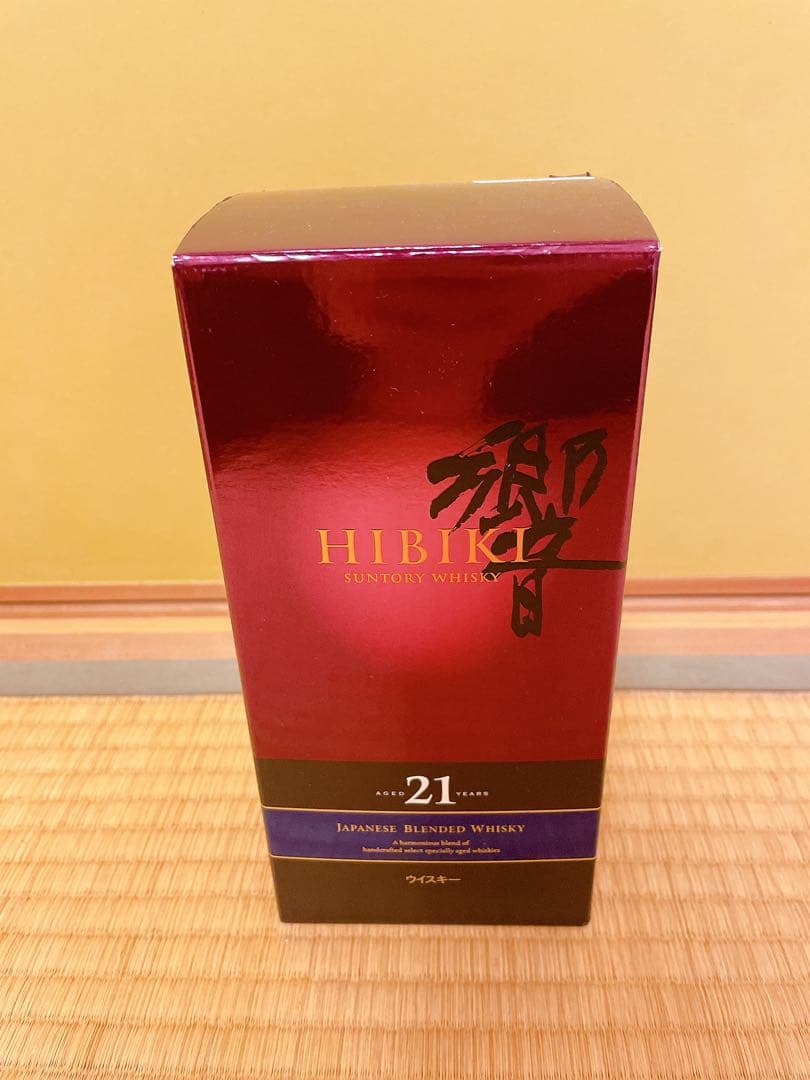 響
HIBIKI
SUNTORY WHISKY
AGED 21 YEARS
JAPANESE BLENDED WHISKY
A harmonious blend of
handcrafted select specially aged whiskies
ウイスキー